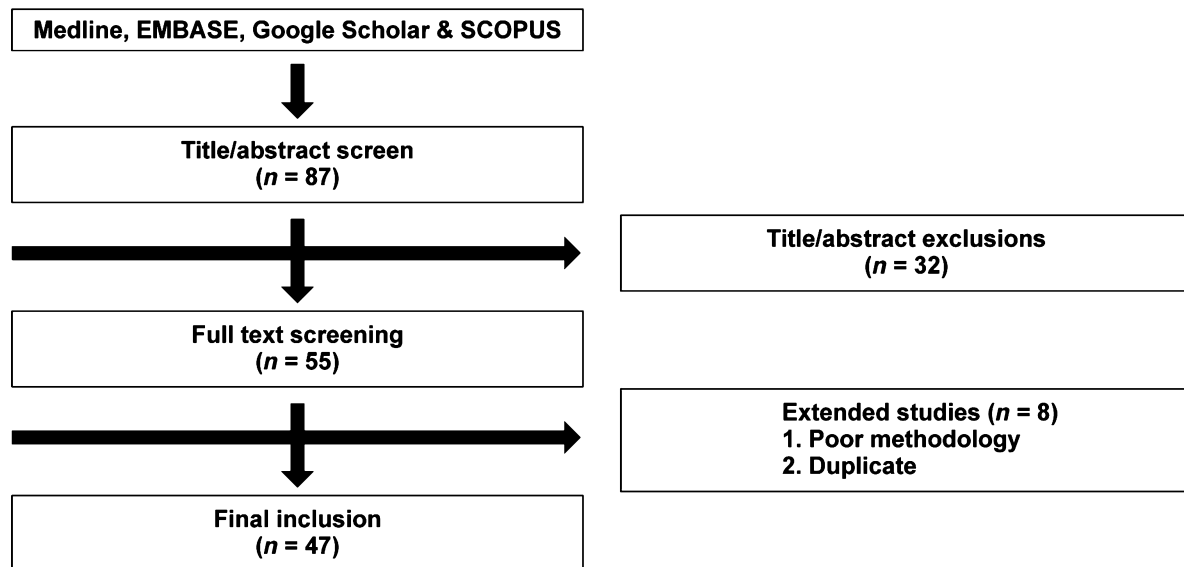 Medline, EMBASE, Google Scholar & SCOPUS
Title/abstract screen
(n = 87)
Title/abstract exclusions
(n = 32)
Full text screening
(n = 55)
Extended studies (n = 8)
1. Poor methodology
2. Duplicate
Final inclusion
(n = 47)